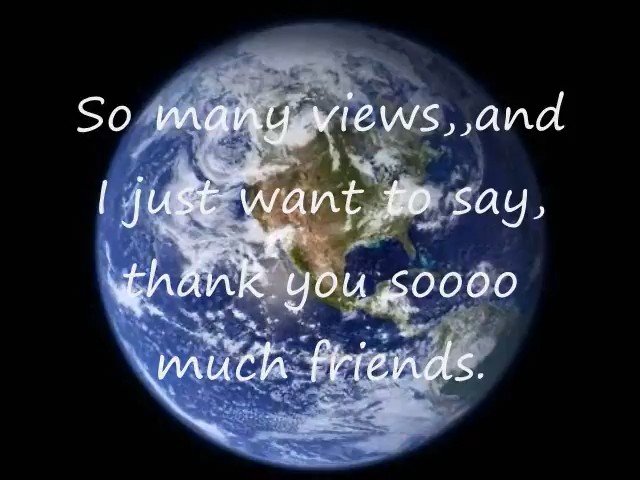 So many views,,and
I just want to say,
thank you soooo
much friends.